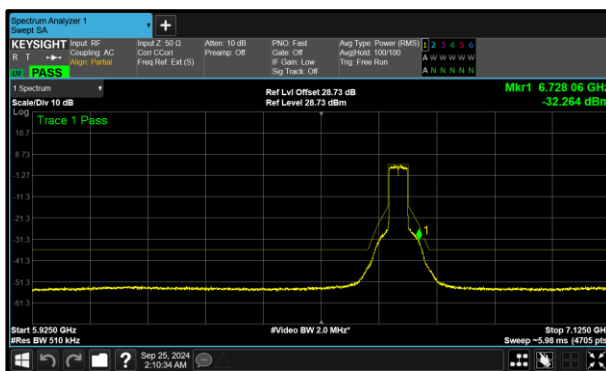 Spectrum Analyzer 1
Swept SA
KEYSIGHT Input: RF Input Z: 50 Ω Atten: 10 dB PNO: Fast Avg Type: Power (RMS) 1 2 3 4 5 6
R T Coupling: AC Corr CCorr Preamp: Off Gate: Off Avg|Hold: 100/100 A W W W W W
Align: Partial Freq Ref: Ext (S) IF Gain: Low Trig: Free Run
PASS Sig Track: Off A N N N N N
1 Spectrum Ref Lvl Offset 28.73 dB Mkr1 6.728 06 GHz
Scale/Div 10 dB Ref Level 28.73 dBm -32.264 dBm
Log Trace 1 Pass
18.7
8.73
-1.27
-11.3
-21.3
1
-31.3
-41.3
-51.3
-61.3
Start 5.9250 GHz #Video BW 2.0 MHz* Stop 7.1250 GHz
#Res BW 510 kHz Sweep ~5.98 ms (4705 pts
? Sep 25, 2024
2:10:34 AM